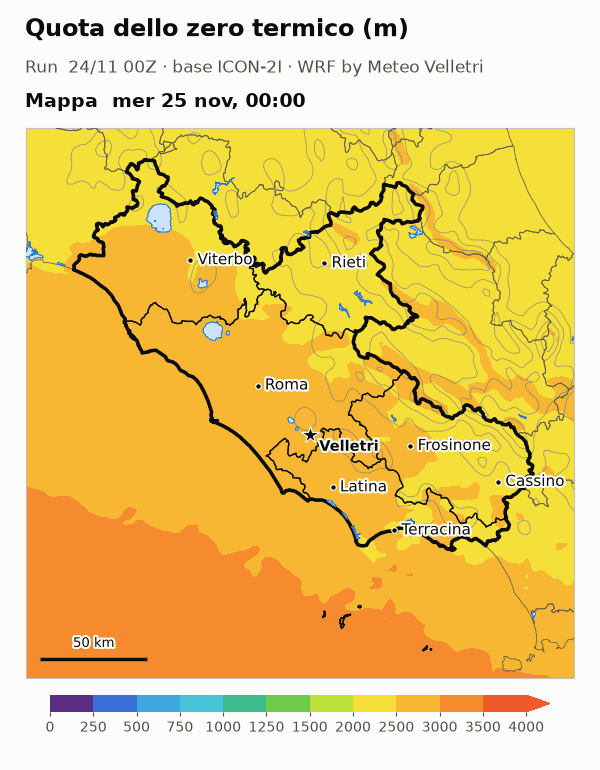 Quota dello zero termico (m)
Run  24/11 00Z · base ICON-2I · WRF by Meteo Velletri
Mappa  mer 25 nov, 00:00
Viterbo
Rieti
Roma
Velletri
Frosinone
Latina
Cassino
Terracina
50 km
0 250 500 750 1000 1250 1500 2000 2500 3000 3500 4000